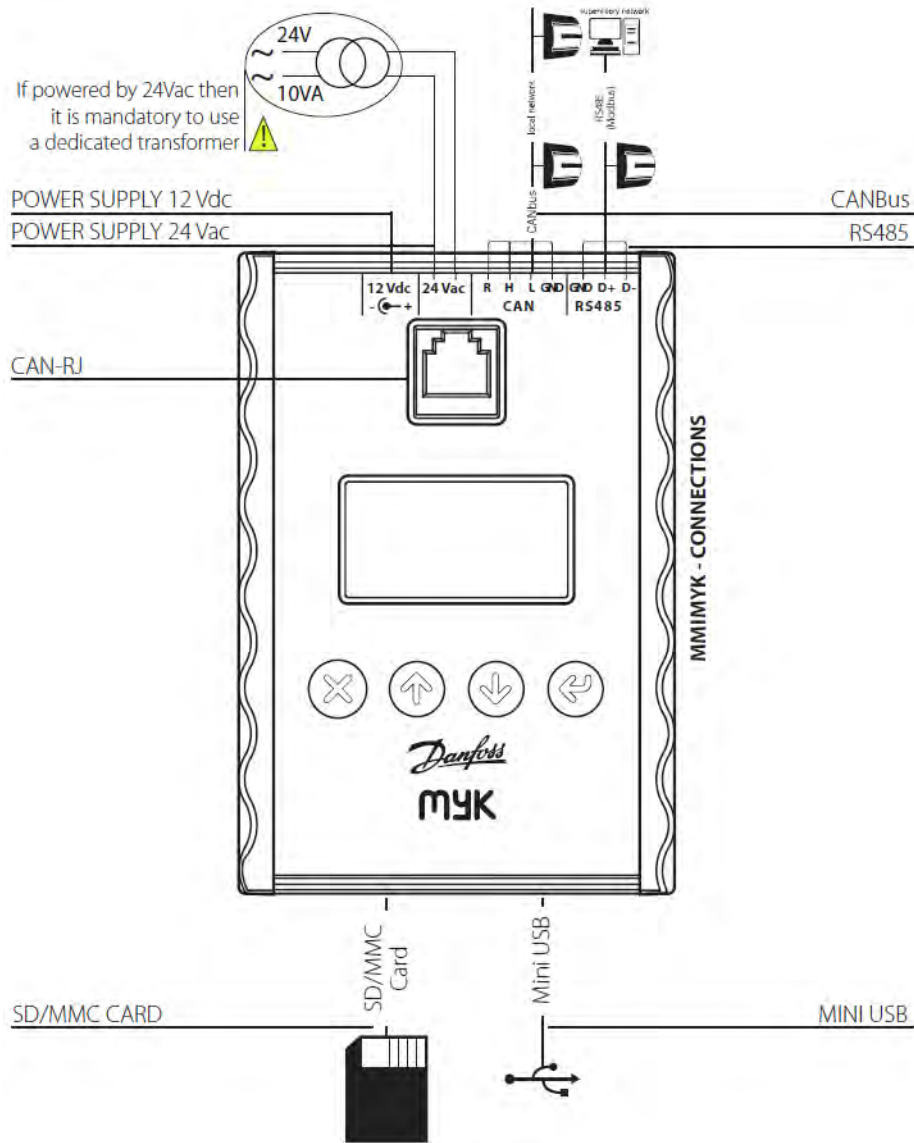 24V
10VA
If powered by 24Vac then
it is mandatory to use
a dedicated transformer
supervisory network
local network
RS485
(Modbus)
CANbus
POWER SUPPLY 12 Vdc
CANBus
POWER SUPPLY 24 Vac
RS485
12 Vdc
- +
24 Vac
R H L GND
CAN
GND D+ D-
RS485
CAN-RJ
MMIMYK - CONNECTIONS
Danfoss
MYK
SD/MMC
Card
Mini USB
SD/MMC CARD
MINI USB